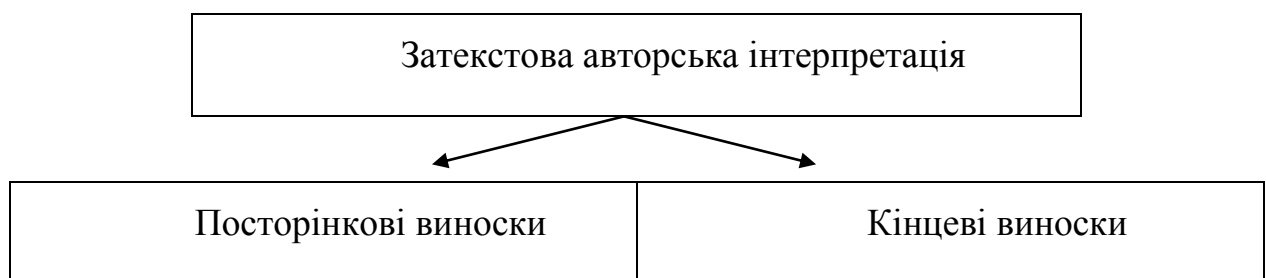 Затекстова авторська інтерпретація
Посторінкові виноски
Кінцеві виноски